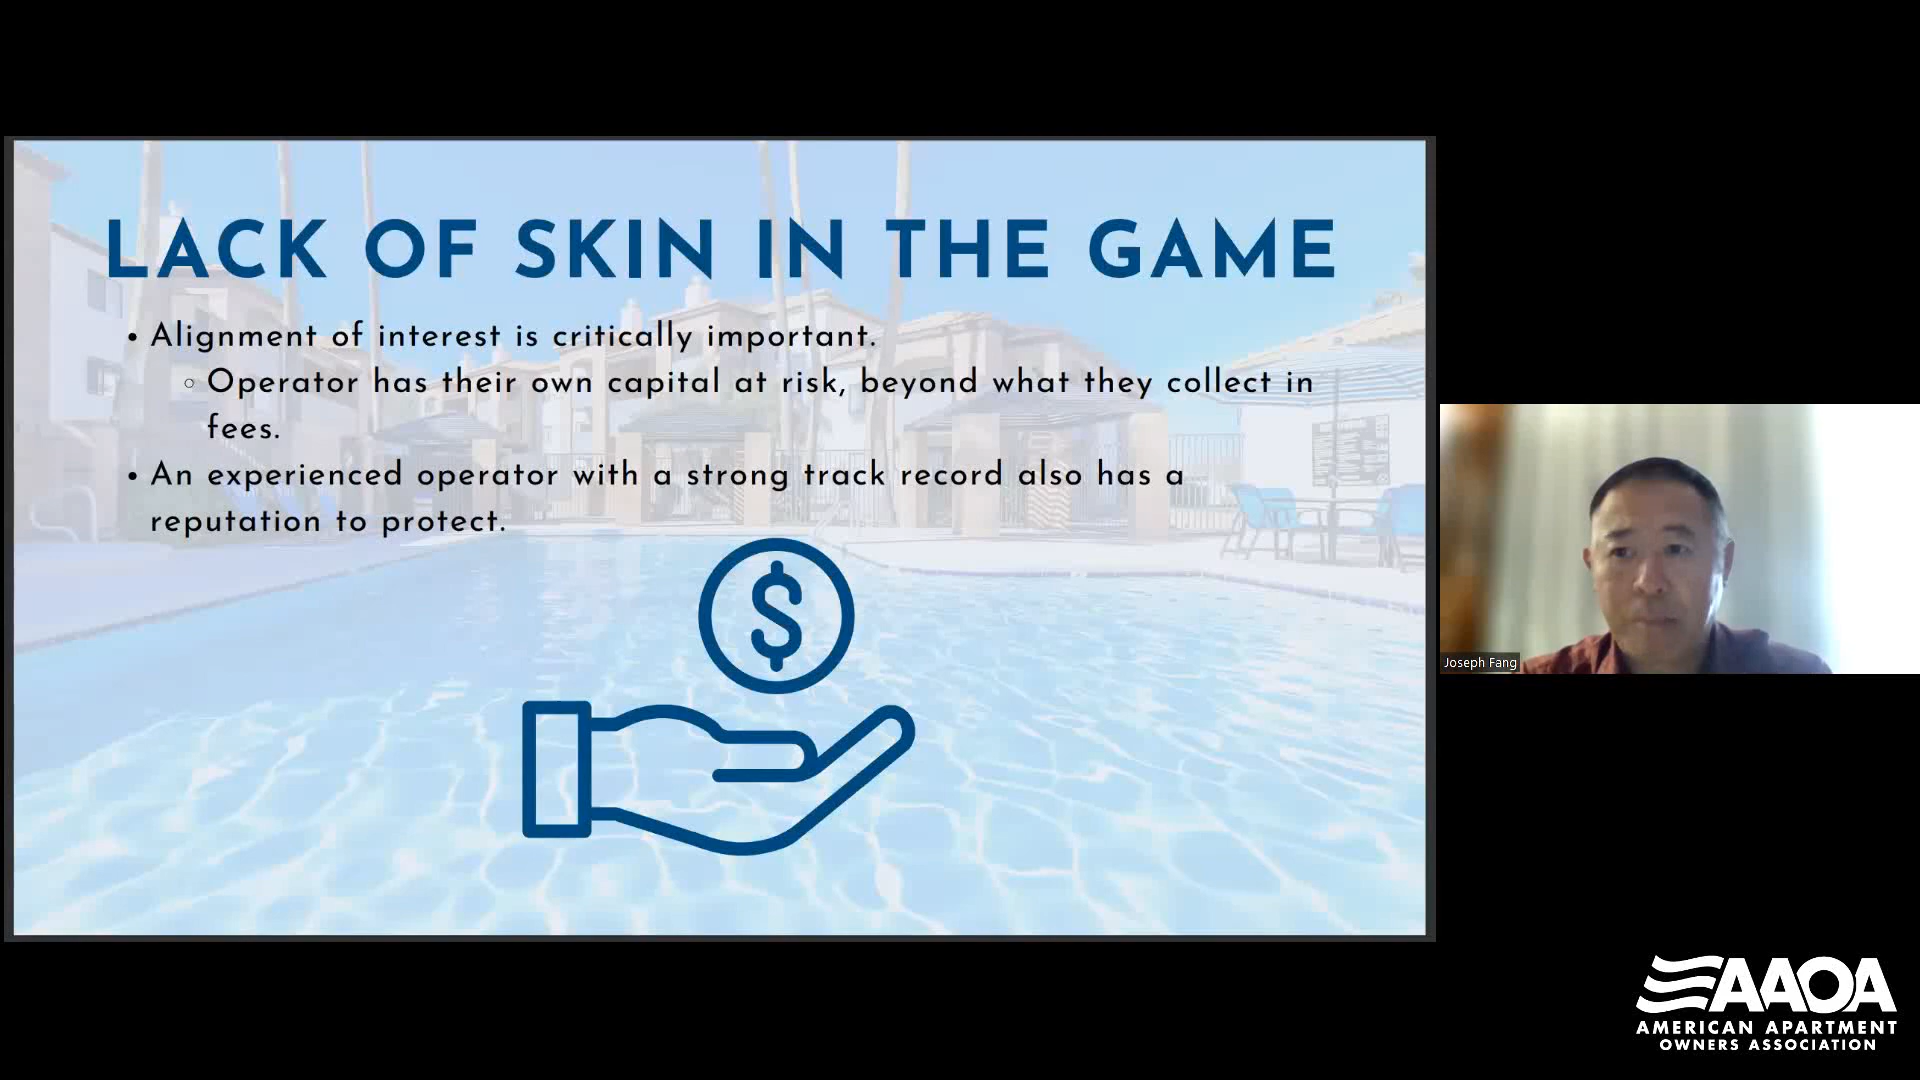 LACK OF SKIN IN THE GAME
• Alignment of interest is critically important.
○ Operator has their own capital at risk, beyond what they collect in
fees.
• An experienced operator with a strong track record also has a
reputation to protect.
$
Joseph Fang
AAOA
AMERICAN APARTMENT
OWNERS ASSOCIATION